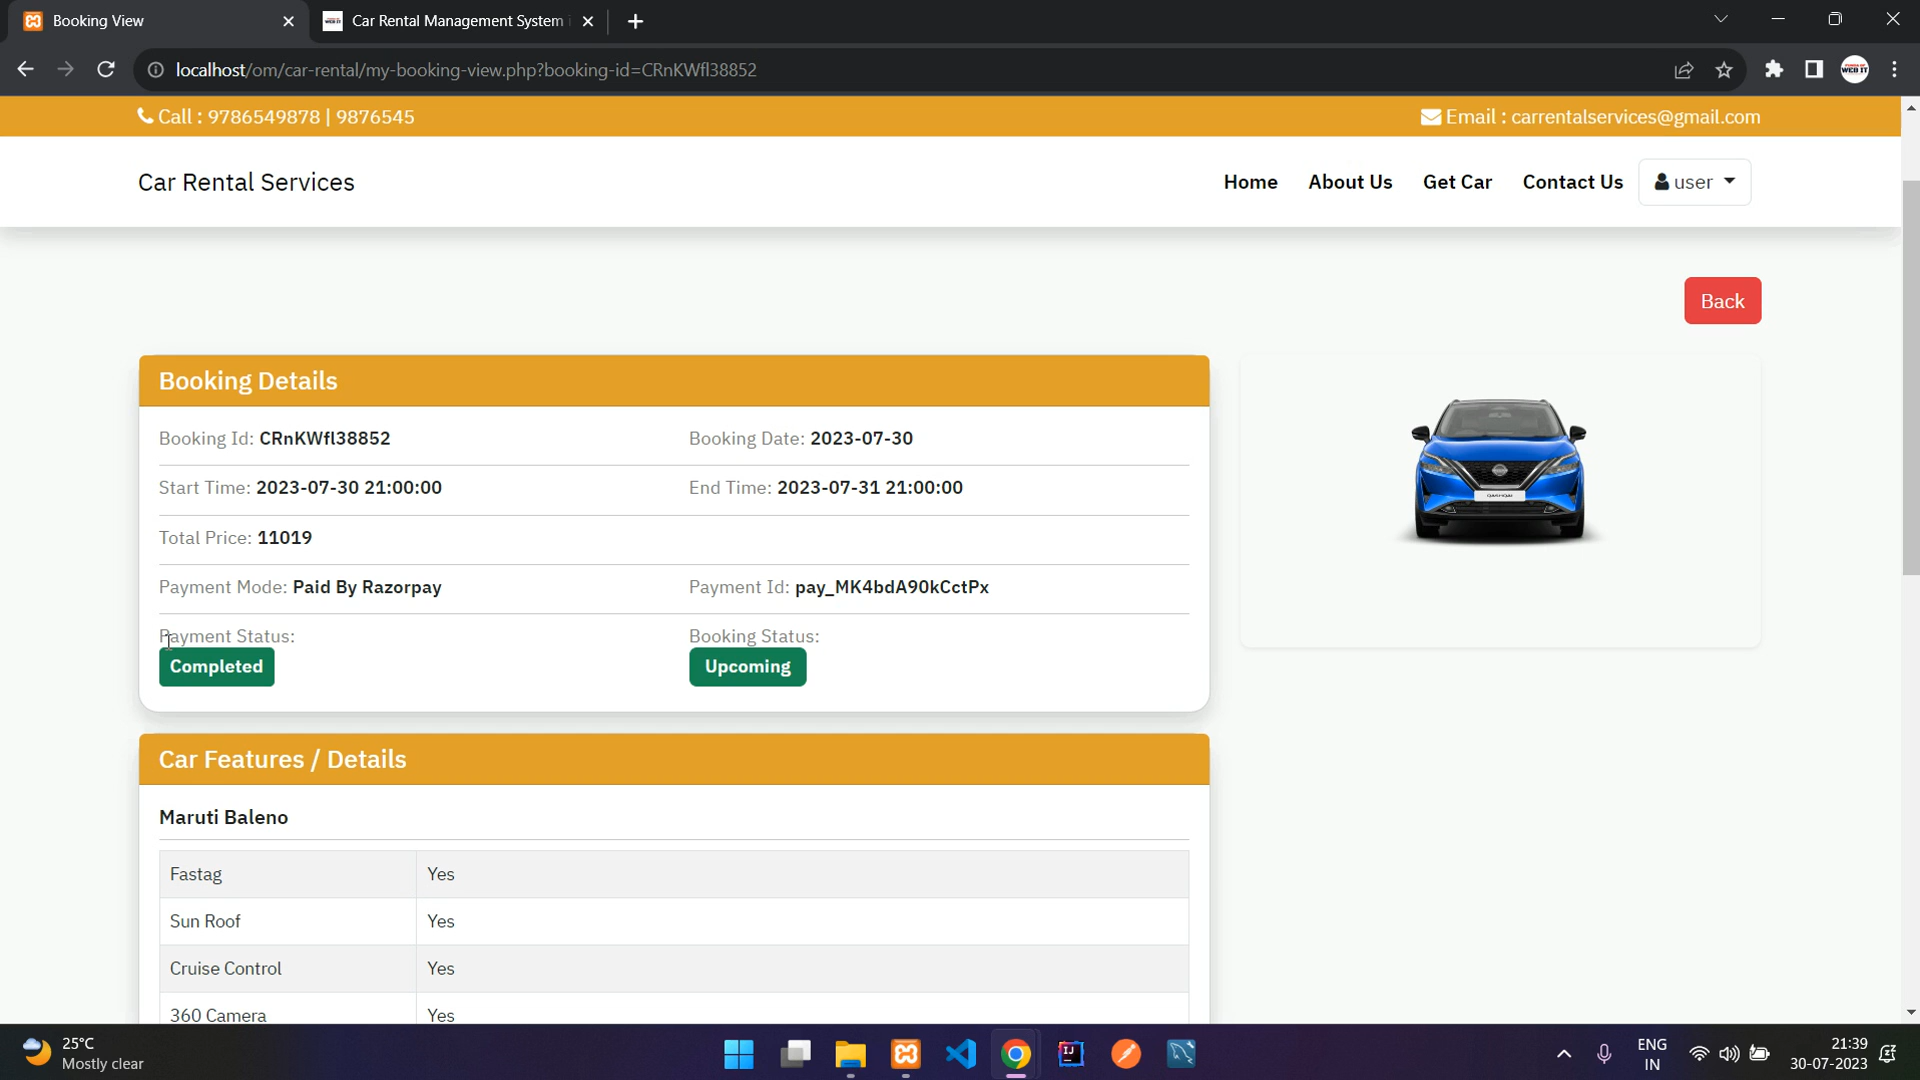 Booking View
Car Rental Management System
localhost/om/car-rental/my-booking-view.php?booking-id=CRnKWfl38852
WEB IT
Call : 9786549878 | 9876545
Email : carrentalservices@gmail.com
Car Rental Services
Home
About Us
Get Car
Contact Us
user
Back
Booking Details
Booking Id: CRnKWfl38852
Booking Date: 2023-07-30
Start Time: 2023-07-30 21:00:00
End Time: 2023-07-31 21:00:00
Total Price: 11019
Payment Mode: Paid By Razorpay
Payment Id: pay_MK4bdA90kCctPx
Payment Status:
Completed
Booking Status:
Upcoming
QASHQAI
Car Features / Details
Maruti Baleno
Fastag Yes
Sun Roof Yes
Cruise Control Yes
360 Camera Yes
25°C
Mostly clear
IJ
ENG
IN
21:39
30-07-2023